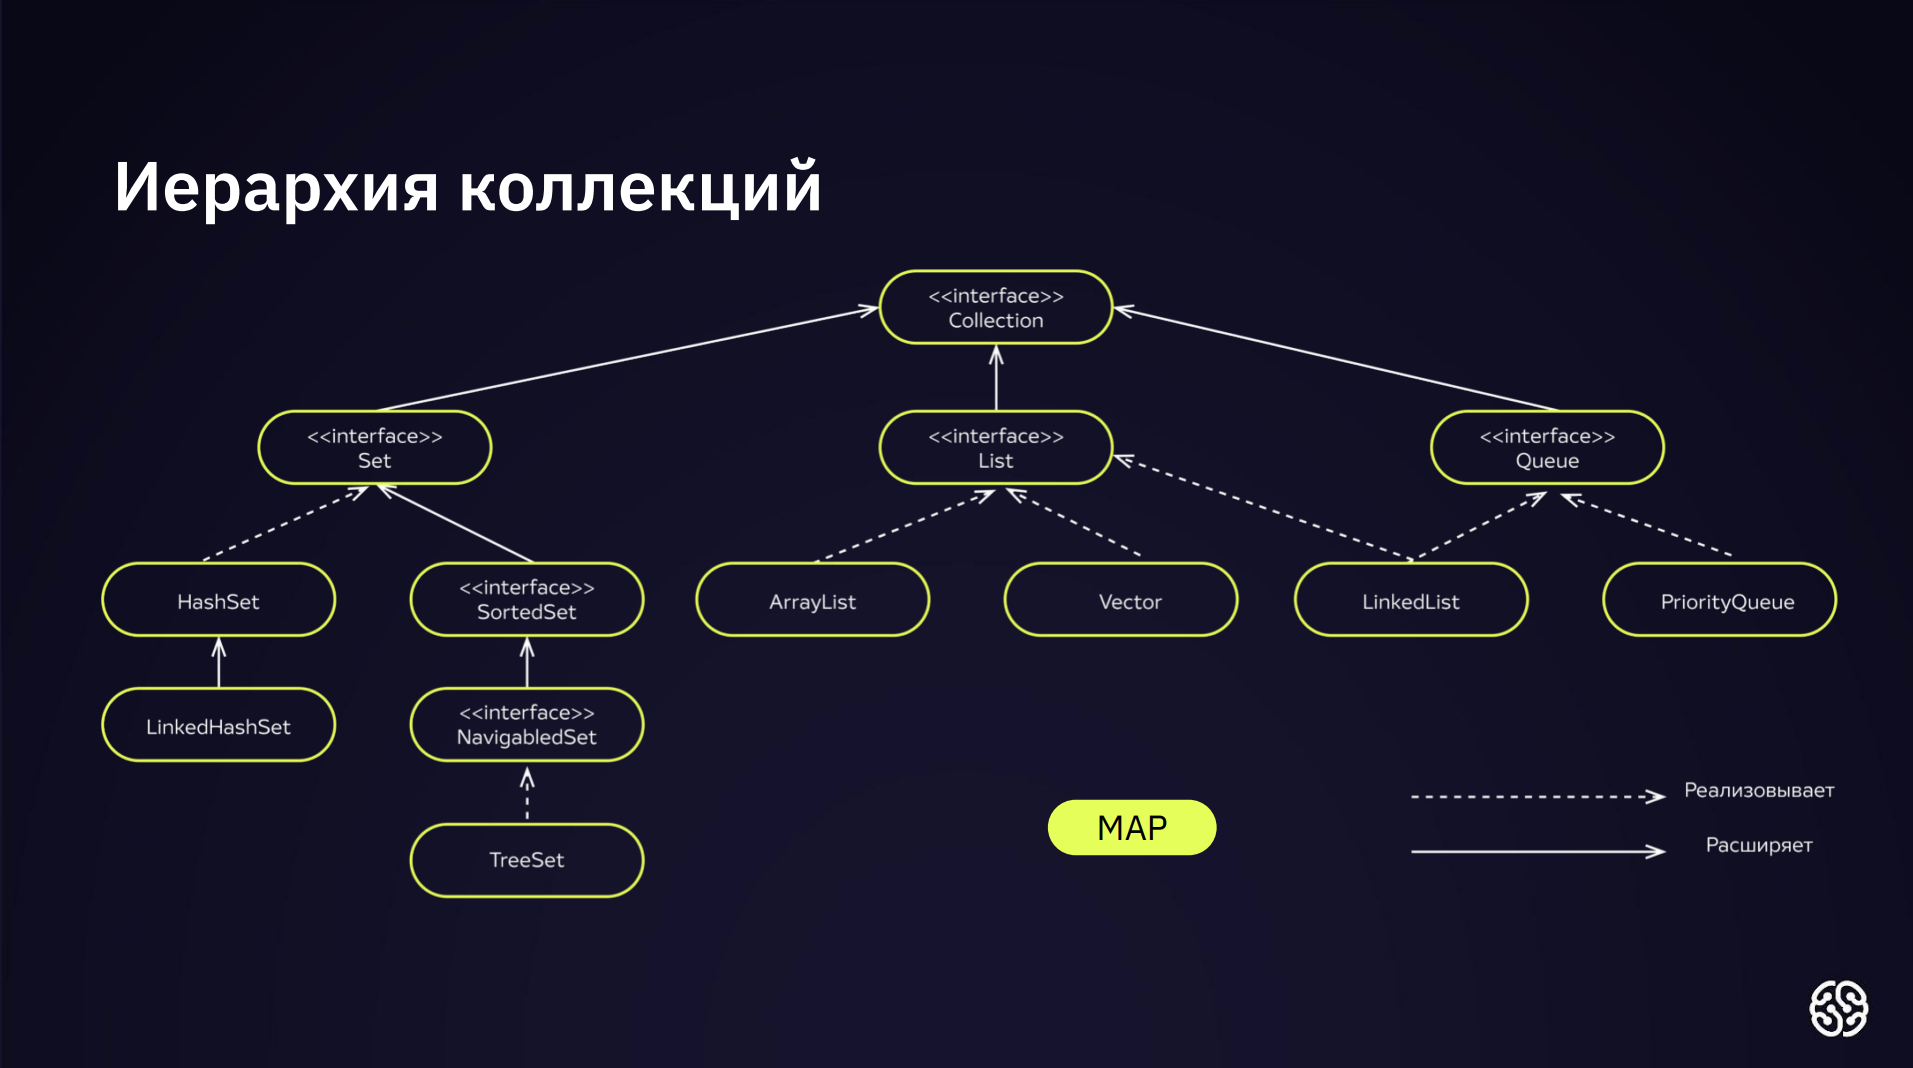 Иерархия коллекций
<<interface>>
Collection
<<interface>>
Set
<<interface>>
List
<<interface>>
Queue
HashSet
<<interface>>
SortedSet
ArrayList
Vector
LinkedList
PriorityQueue
LinkedHashSet
<<interface>>
NavigabledSet
TreeSet
MAP
Реализовывает
Расширяет